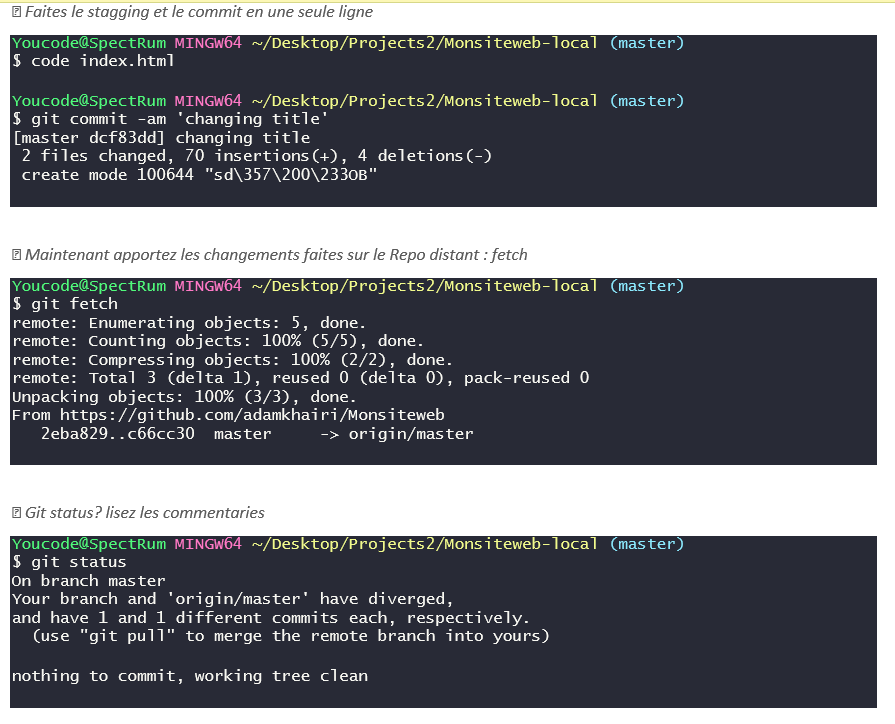 Faites le stagging et le commit en une seule ligne
Youcode@SpectRum MINGW64 ~/Desktop/Projects2/Monsiteweb-local (master)
$ code index.html
Youcode@SpectRum MINGW64 ~/Desktop/Projects2/Monsiteweb-local (master)
$ git commit -am 'changing title'
[master dcf83dd] changing title
2 files changed, 70 insertions(+), 4 deletions(-)
create mode 100644 "sd\357\200\233OB"
Maintenant apportez les changements faites sur le Repo distant : fetch
Youcode@SpectRum MINGW64 ~/Desktop/Projects2/Monsiteweb-local (master)
$ git fetch
remote: Enumerating objects: 5, done.
remote: Counting objects: 100% (5/5), done.
remote: Compressing objects: 100% (2/2), done.
remote: Total 3 (delta 1), reused 0 (delta 0), pack-reused 0
Unpacking objects: 100% (3/3), done.
From https://github.com/adamkhairi/Monsiteweb
2eba829..c66cc30 master -> origin/master
Git status? lisez les commentaries
Youcode@SpectRum MINGW64 ~/Desktop/Projects2/Monsiteweb-local (master)
$ git status
On branch master
Your branch and 'origin/master' have diverged,
and have 1 and 1 different commits each, respectively.
(use "git pull" to merge the remote branch into yours)
nothing to commit, working tree clean